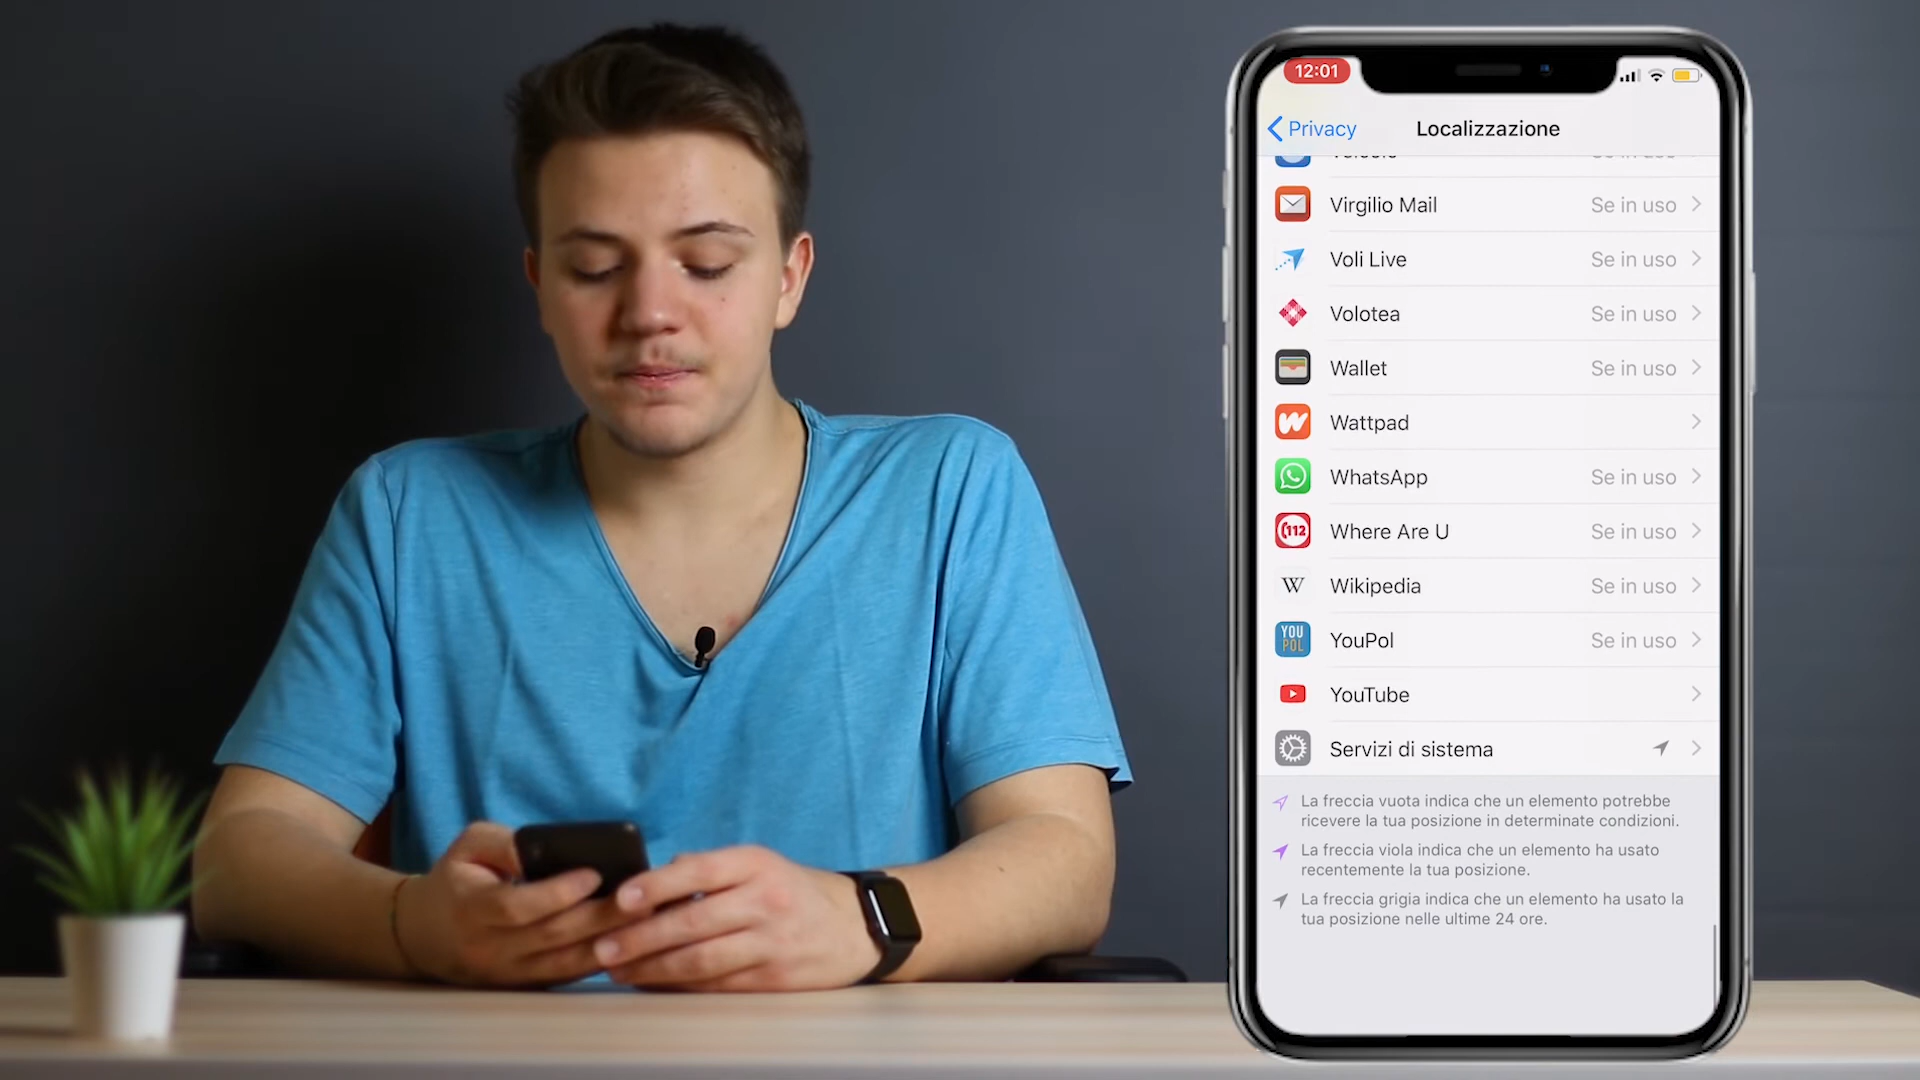 12:01
Privacy
Localizzazione
Virgilio Mail Se in uso
Voli Live Se in uso
Volotea Se in uso
Wallet Se in uso
Wattpad
WhatsApp Se in uso
112
Where Are U Se in uso
W
Wikipedia Se in uso
YOU
POL
YouPol Se in uso
YouTube
Servizi di sistema
La freccia vuota indica che un elemento potrebbe
ricevere la tua posizione in determinate condizioni.
La freccia viola indica che un elemento ha usato
recentemente la tua posizione.
La freccia grigia indica che un elemento ha usato la
tua posizione nelle ultime 24 ore.